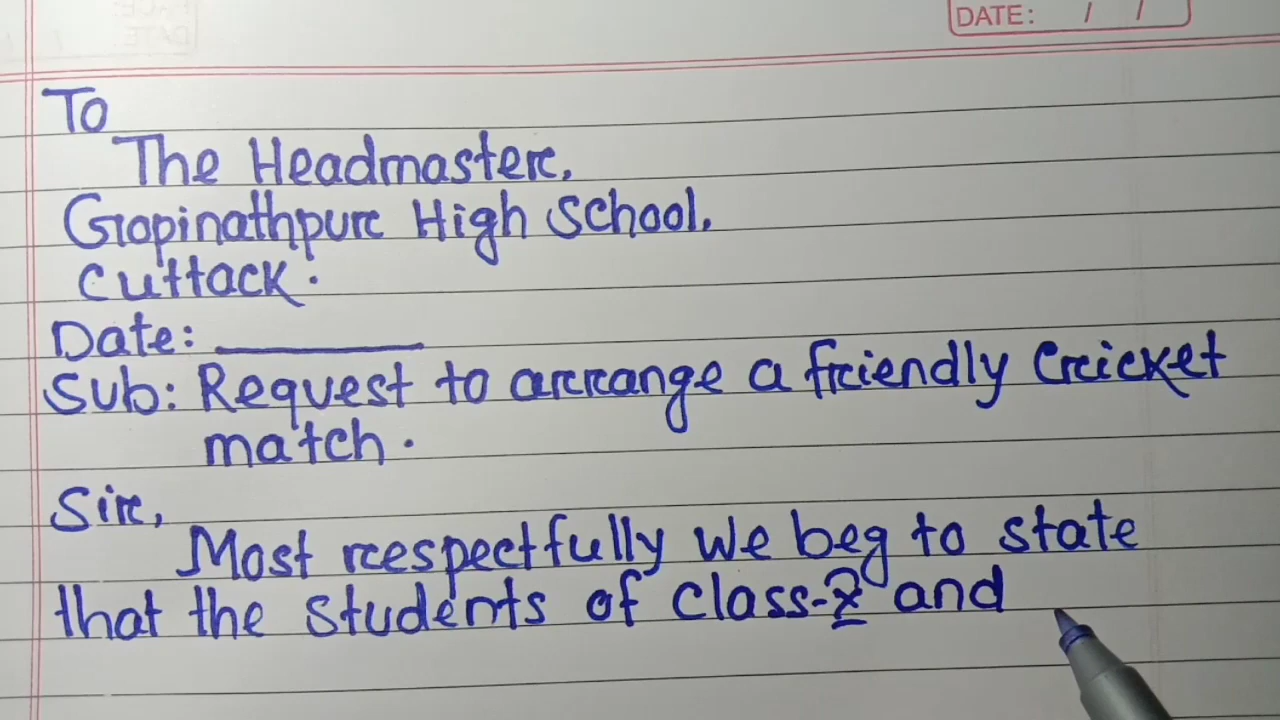 DATE: / /
To
The Headmaster,
Gopinathpur High School.
Cuttack.
Date: ________
Sub: Request to arrange a friendly Cricket
match.
Sir,
Most respectfully we beg to state
that the students of class-X and